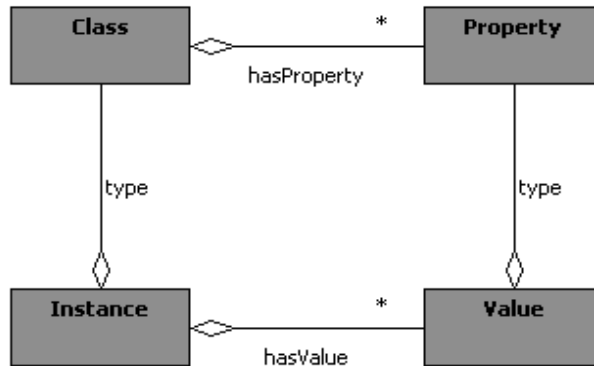 Class
*
Property
hasProperty
type
type
Instance
*
Value
hasValue